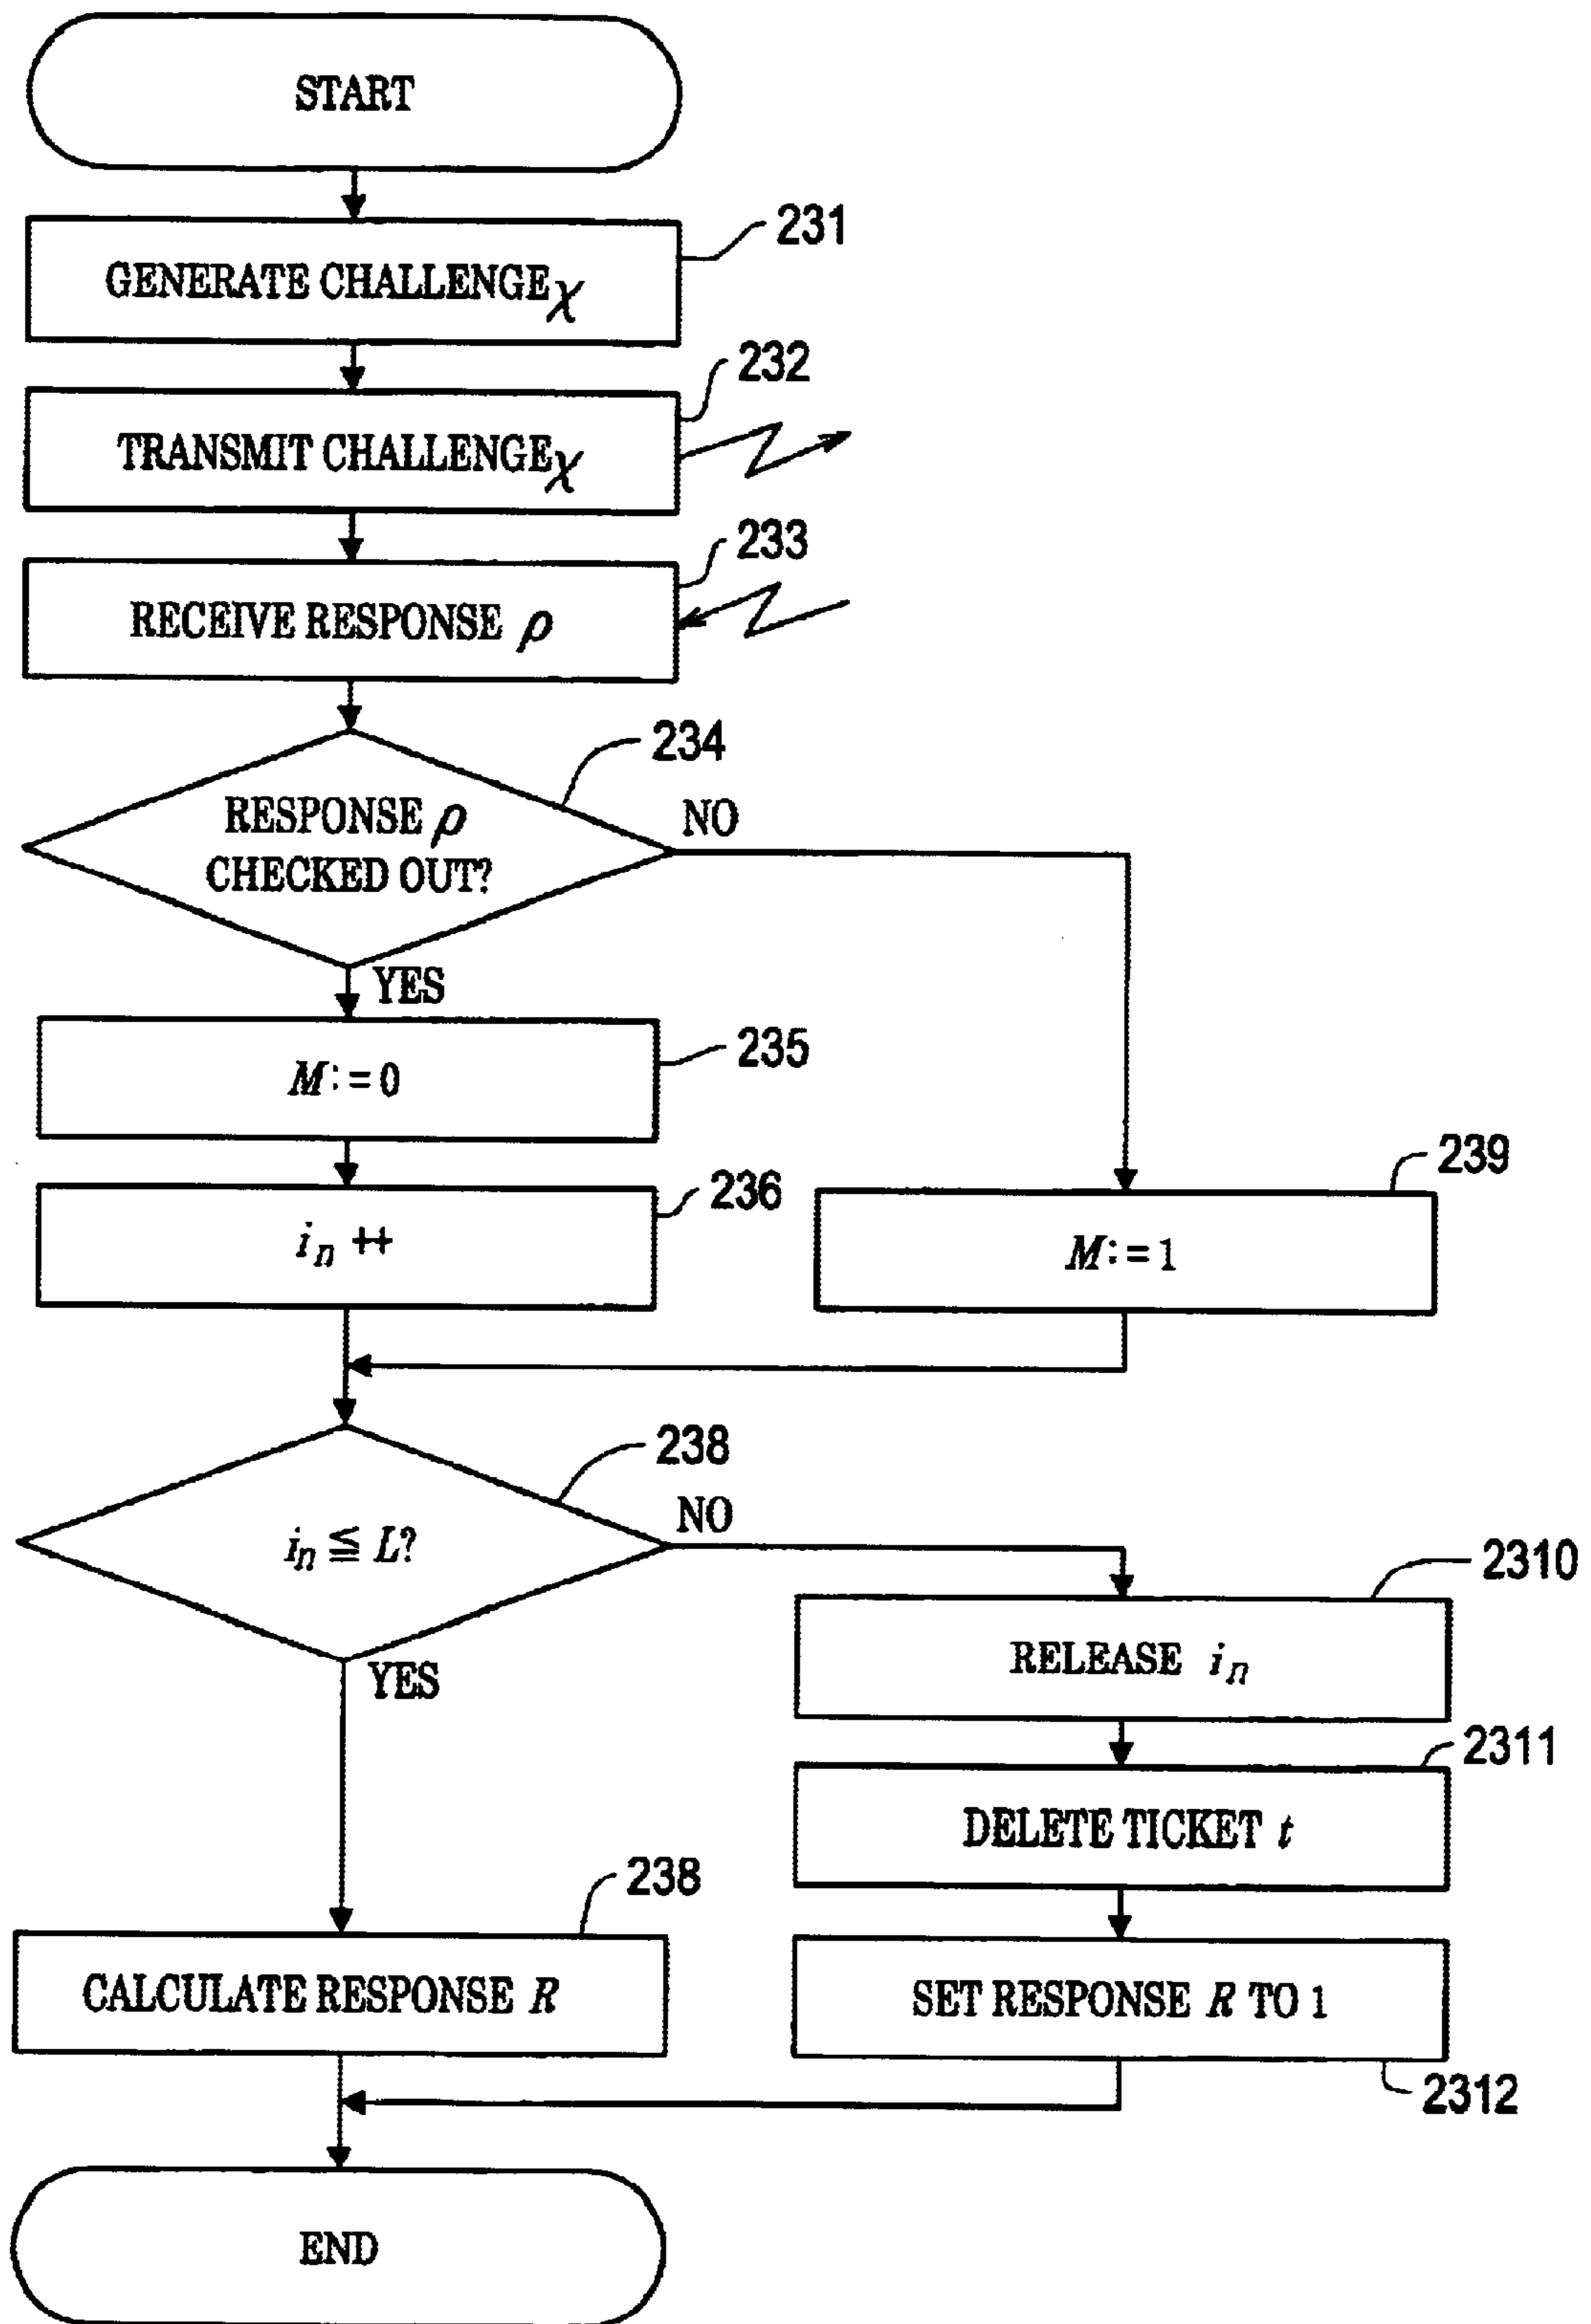 START
231
GENERATE CHALLENGE χ
232
TRANSMIT CHALLENGE χ
233
RECEIVE RESPONSE ρ
234
RESPONSE ρ
CHECKED OUT?
NO
YES
235
M:=0
236
i_n ++
239
M:=1
238
i_n ≦ L?
NO
YES
2310
RELEASE i_n
2311
DELETE TICKET t
238
CALCULATE RESPONSE R
SET RESPONSE R TO 1
2312
END